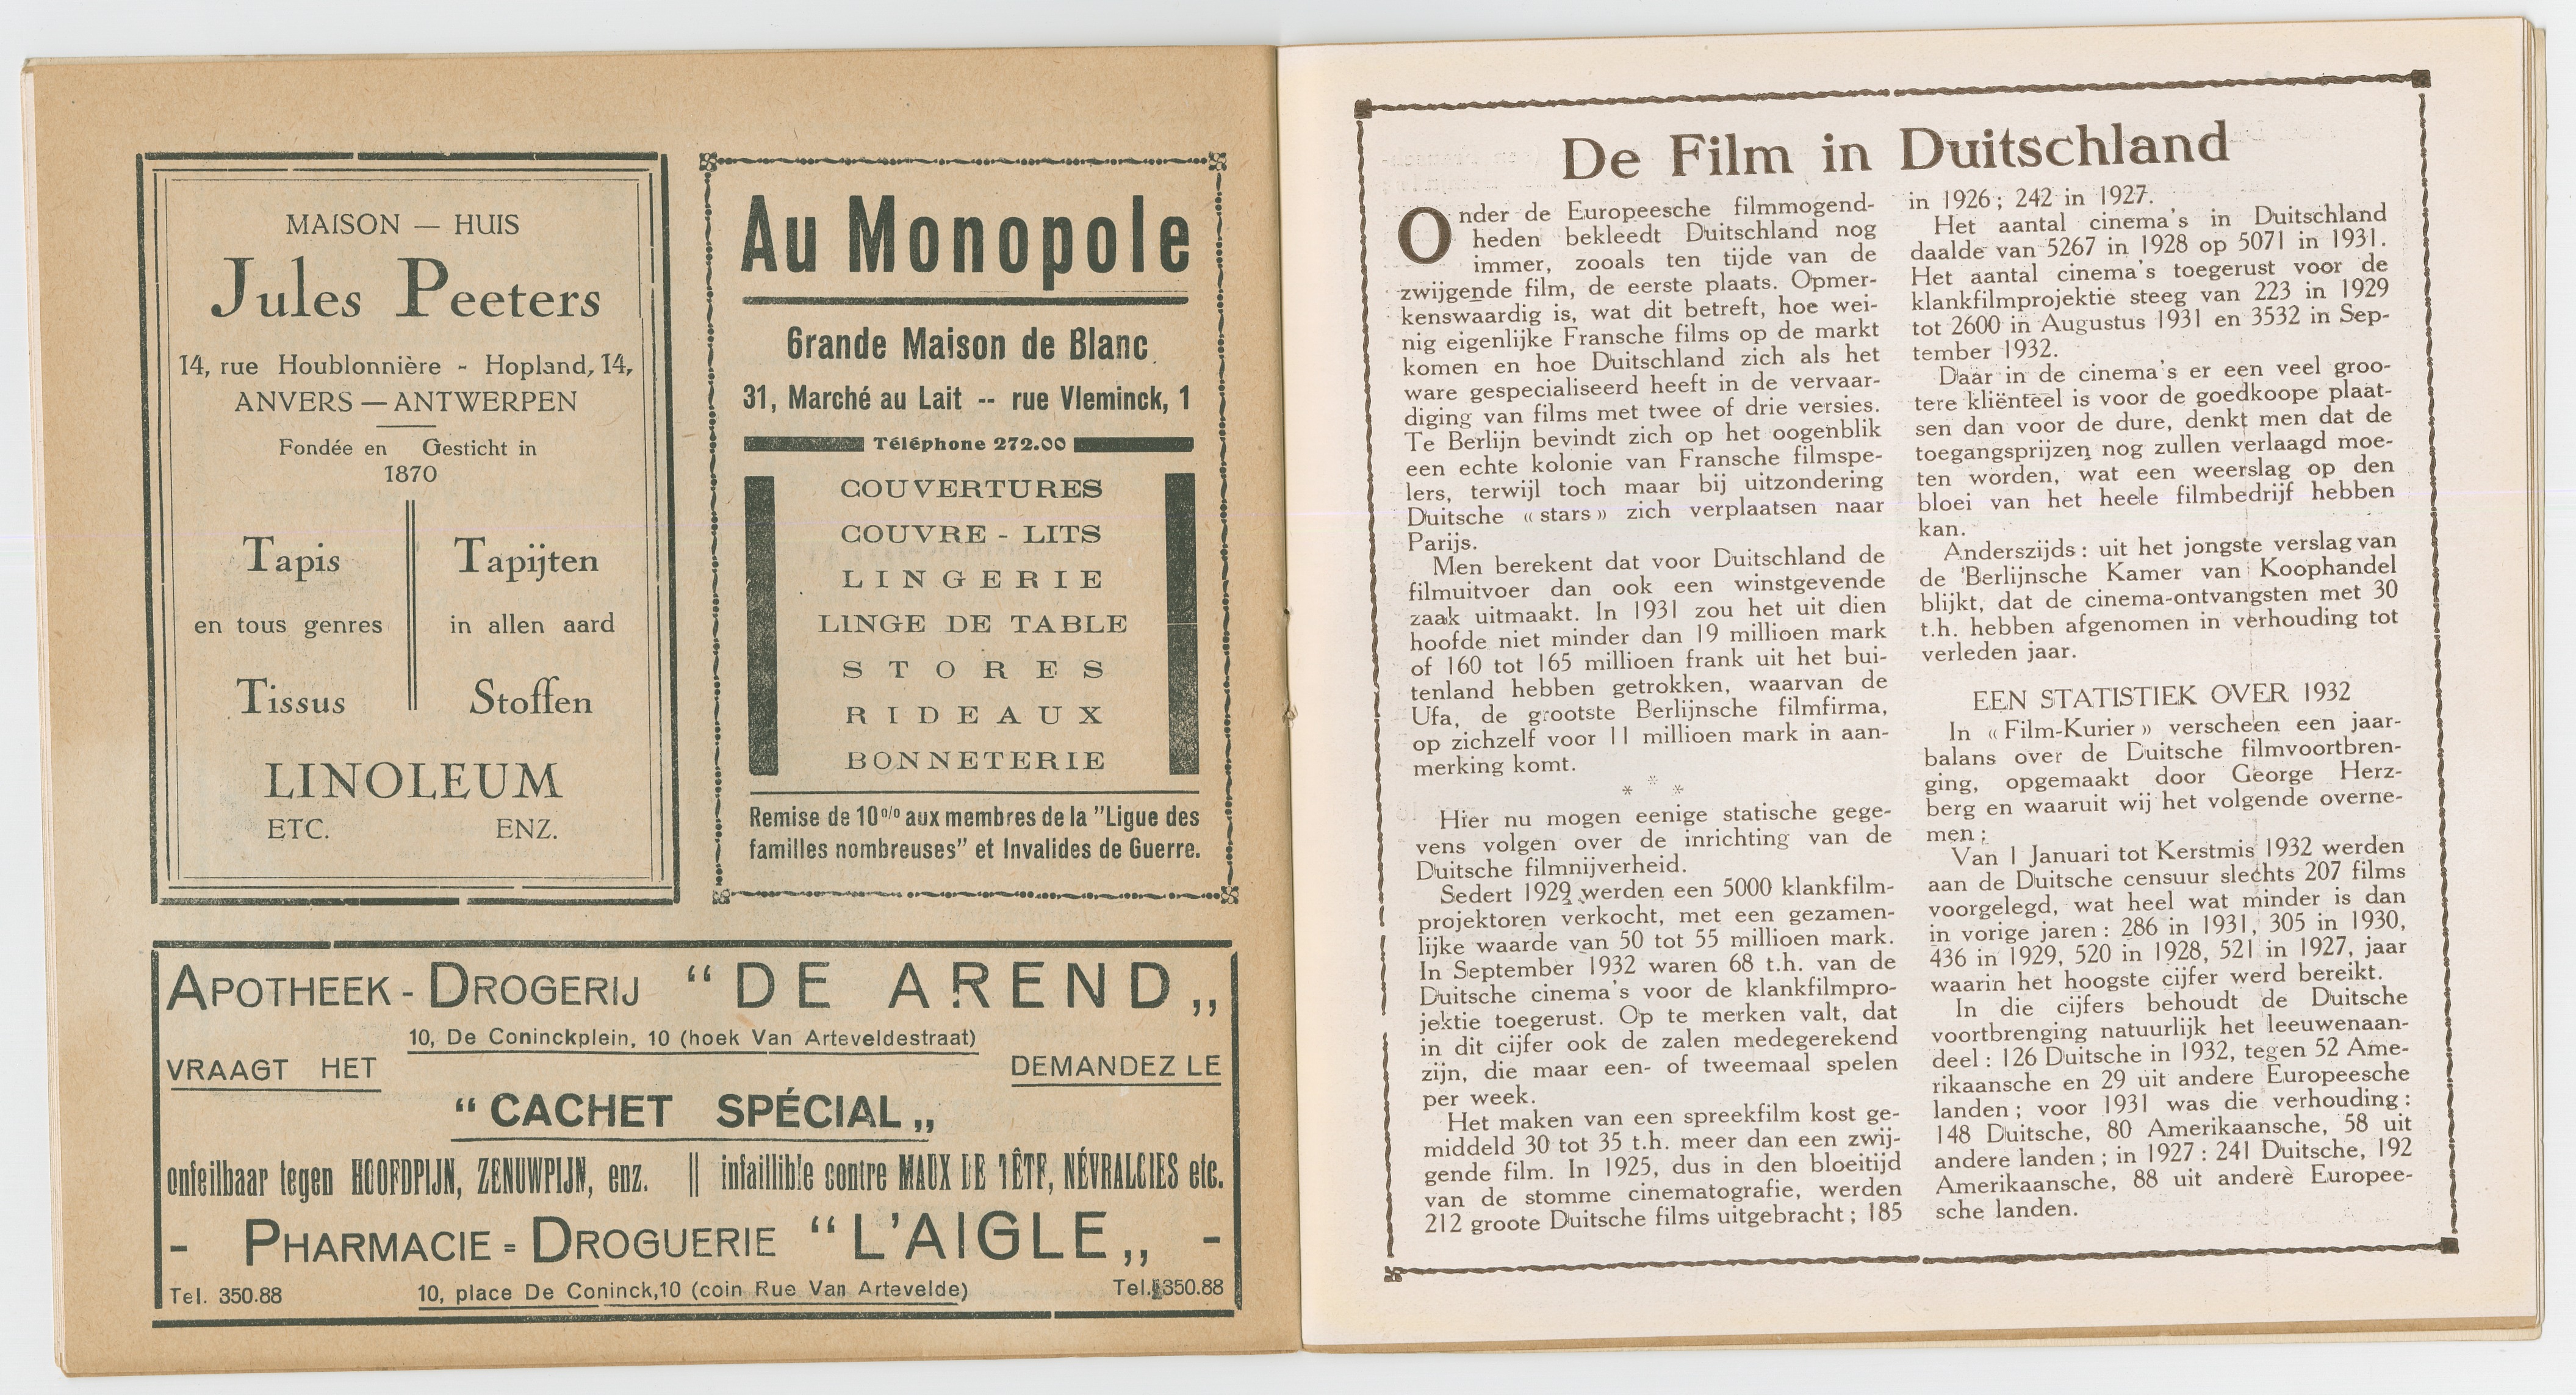 MAISON — HUIS
Jules Peeters
14, rue Houblonnière - Hopland, 14,
ANVERS — ANTWERPEN
Fondée en Gesticht in
1870
Tapis
en tous genres
Tissus
Tapijten
in allen aard
Stoffen
LINOLEUM
ETC. ENZ.
Au Monopole
Grande Maison de Blanc
31, Marché au Lait -- rue Vleminck, 1
Téléphone 272.00
COUVERTURES
COUVRE - LITS
LINGERIE
LINGE DE TABLE
STORES
RIDEAUX
BONNETERIE
Remise de 10% aux membres de la "Ligue des
familles nombreuses" et Invalides de Guerre.
APOTHEEK - DROGERIJ “DE AREND„
10, De Coninckplein, 10 (hoek Van Arteveldestraat)
VRAAGT HET DEMANDEZ LE
“CACHET SPÉCIAL„
onfeilbaar tegen HOOFDPIJN, ZENUWPIJN, enz. || infaillible contre MAUX DE TÊTE, NÉVRALGIES etc.
- PHARMACIE = DROGUERIE “L'AIGLE„ -
Tel. 350.88 10, place De Coninck,10 (coin Rue Van Artevelde) Tel. 350.88
De Film in Duitschland
Onder de Europeesche filmmogend-
heden bekleedt Duitschland nog
immer, zooals ten tijde van de
zwijgende film, de eerste plaats. Opmer-
kenswaardig is, wat dit betreft, hoe wei-
nig eigenlijke Fransche films op de markt
komen en hoe Duitschland zich als het
ware gespecialiseerd heeft in de vervaar-
diging van films met twee of drie versies.
Te Berlijn bevindt zich op het oogenblik
een echte kolonie van Fransche filmspe-
lers, terwijl toch maar bij uitzondering
Duitsche « stars » zich verplaatsen naar
Parijs.
Men berekent dat voor Duitschland de
filmuitvoer dan ook een winstgevende
zaak uitmaakt. In 1931 zou het uit dien
hoofde niet minder dan 19 millioen mark
of 160 tot 165 millioen frank uit het bui-
tenland hebben getrokken, waarvan de
Ufa, de grootste Berlijnsche filmfirma,
op zichzelf voor 11 millioen mark in aan-
merking komt.
* * *
Hier nu mogen eenige statische gege-
vens volgen over de inrichting van de
Duitsche filmnijverheid.
Sedert 1929 werden een 5000 klankfilm-
projektoren verkocht, met een gezamen-
lijke waarde van 50 tot 55 millioen mark.
In September 1932 waren 68 t.h. van de
Duitsche cinema's voor de klankfilmpro-
jektie toegerust. Op te merken valt, dat
in dit cijfer ook de zalen medegerekend
zijn, die maar een- of tweemaal spelen
per week.
Het maken van een spreekfilm kost ge-
middeld 30 tot 35 t.h. meer dan een zwij-
gende film. In 1925, dus in den bloeitijd
van de stomme cinematografie, werden
212 groote Duitsche films uitgebracht ; 185
in 1926 ; 242 in 1927.
Het aantal cinema's in Duitschland
daalde van 5267 in 1928 op 5071 in 1931.
Het aantal cinema's toegerust voor de
klankfilmprojektie steeg van 223 in 1929
tot 2600 in Augustus 1931 en 3532 in Sep-
tember 1932.
Daar in de cinema's er een veel groo-
tere kliënteel is voor de goedkoope plaat-
sen dan voor de dure, denkt men dat de
toegangsprijzen nog zullen verlaagd moe-
ten worden, wat een weerslag op den
bloei van het heele filmbedrijf hebben
kan.
Anderszijds : uit het jongste verslag van
de Berlijnsche Kamer van Koophandel
blijkt, dat de cinema-ontvangsten met 30
t.h. hebben afgenomen in verhouding tot
verleden jaar.
EEN STATISTIEK OVER 1932
In « Film-Kurier » verscheen een jaar-
balans over de Duitsche filmvoortbren-
ging, opgemaakt door George Herz-
berg en waaruit wij het volgende overne-
men :
Van 1 Januari tot Kerstmis 1932 werden
aan de Duitsche censuur slechts 207 films
voorgelegd, wat heel wat minder is dan
in vorige jaren : 286 in 1931, 305 in 1930,
436 in 1929, 520 in 1928, 521 in 1927, jaar
waarin het hoogste cijfer werd bereikt.
In die cijfers behoudt de Duitsche
voortbrenging natuurlijk het leeuwenaan-
deel : 126 Duitsche in 1932, tegen 52 Ame-
rikaansche en 29 uit andere Europeesche
landen ; voor 1931 was die verhouding :
148 Duitsche, 80 Amerikaansche, 58 uit
andere landen ; in 1927 : 241 Duitsche, 192
Amerikaansche, 88 uit anderè Europee-
sche landen.